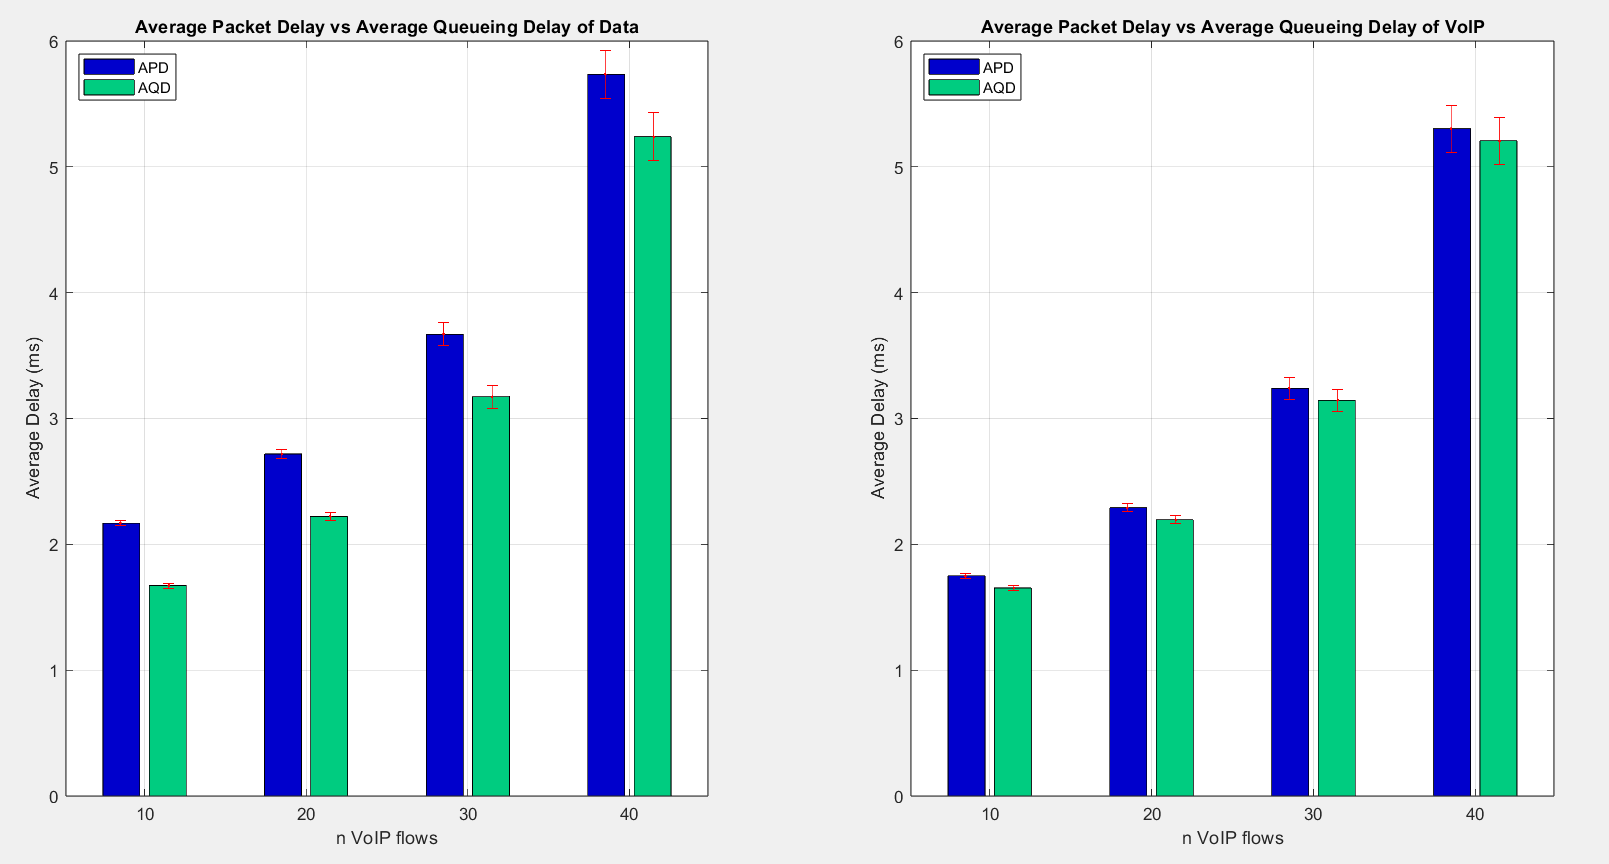 Average Packet Delay vs Average Queueing Delay of Data
APD
AQD
6
5
4
3
2
1
0
Average Delay (ms)
10 20 30 40
n VoIP flows
Average Packet Delay vs Average Queueing Delay of VoIP
APD
AQD
6
5
4
3
2
1
0
Average Delay (ms)
10 20 30 40
n VoIP flows